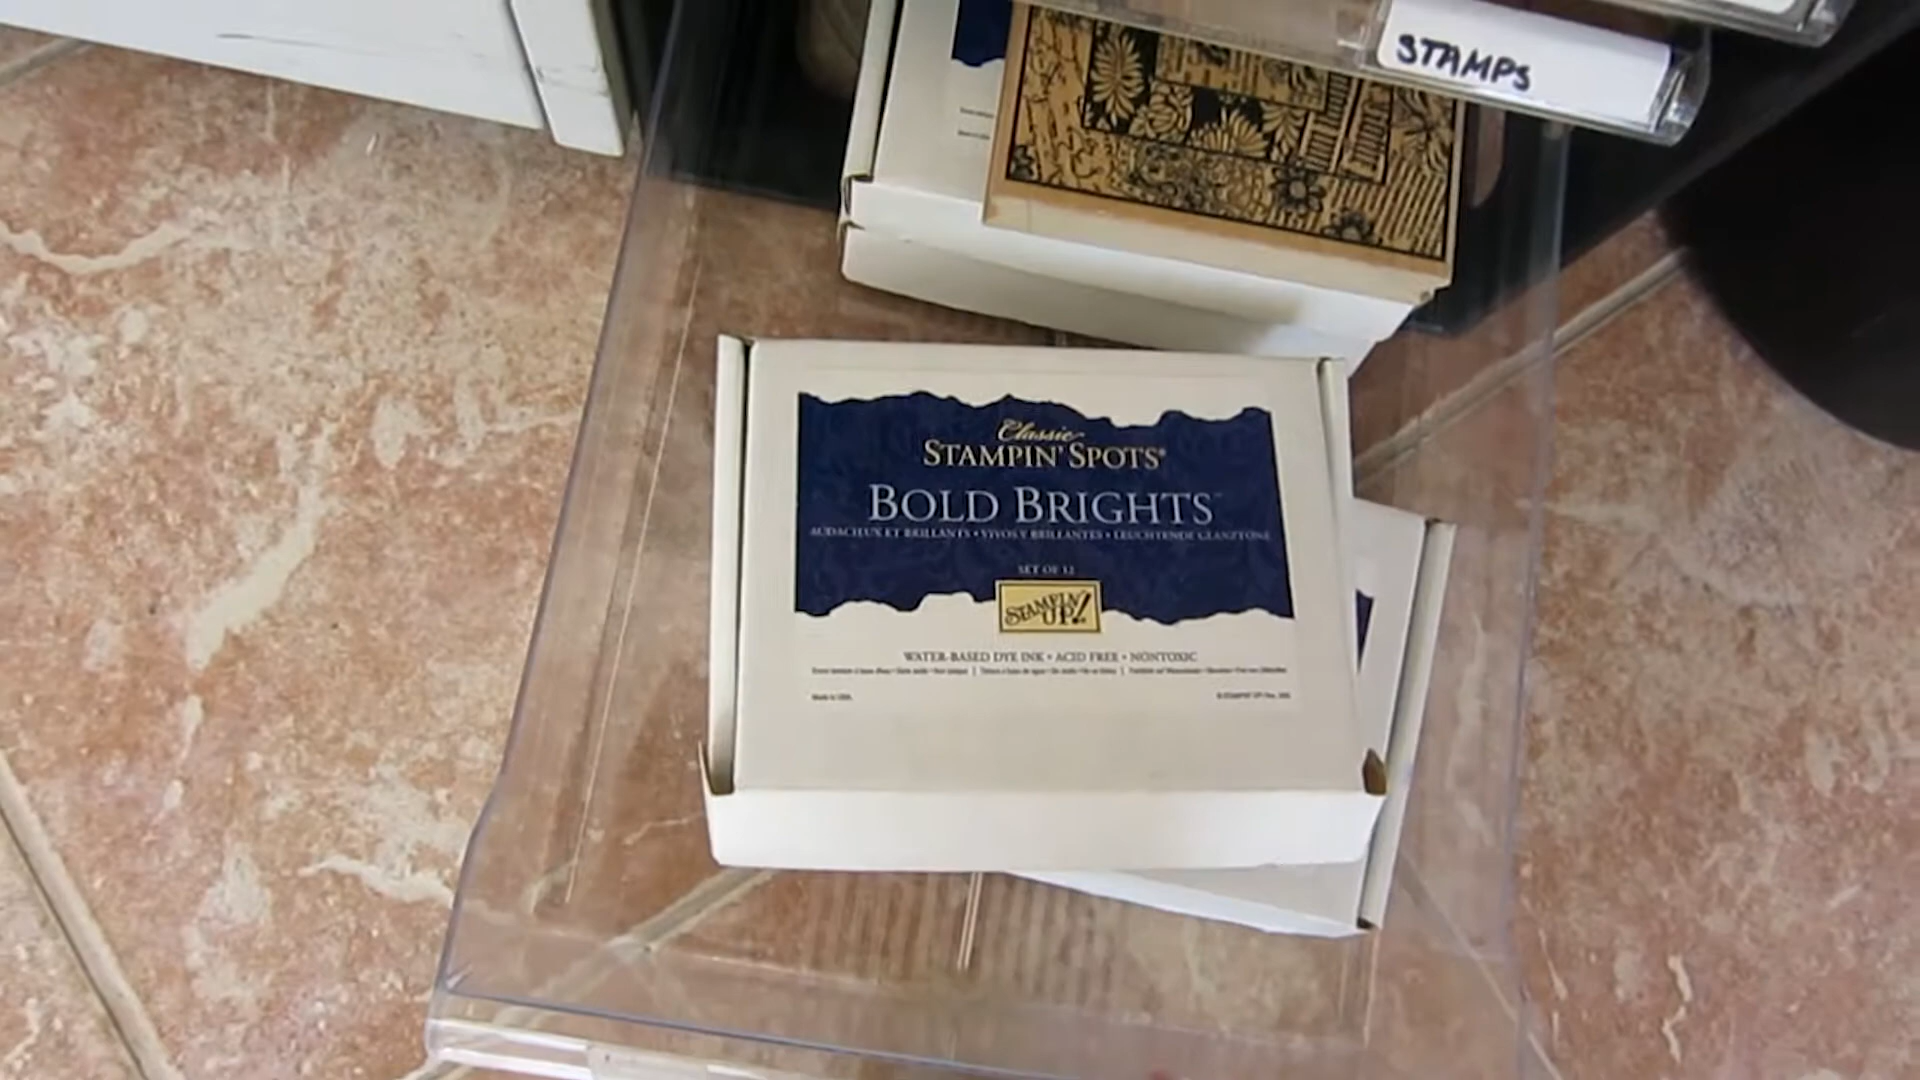 STAMPS
Classic
STAMPIN' SPOTS®
BOLD BRIGHTS™
AUDACIEUX ET BRILLANTS • VIVOS Y BRILLANTES • LEUCHTENDE GLANZTÖNE
SET OF 12
STAMPIN' UP!®
WATER-BASED DYE INK • ACID FREE • NONTOXIC
Made in USA.